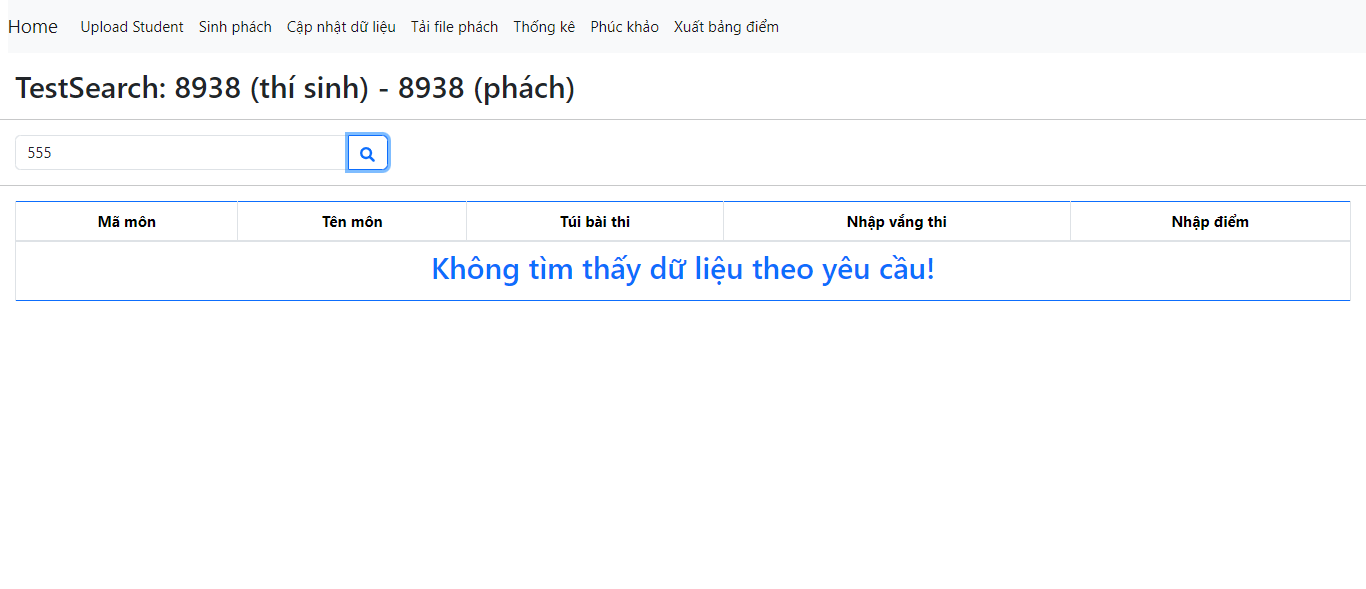 Home Upload Student Sinh phách Cập nhật dữ liệu Tải file phách Thống kê Phúc khảo Xuất bảng điểm
TestSearch: 8938 (thí sinh) - 8938 (phách)
555
Mã môn Tên môn Túi bài thi Nhập vắng thi Nhập điểm
Không tìm thấy dữ liệu theo yêu cầu!